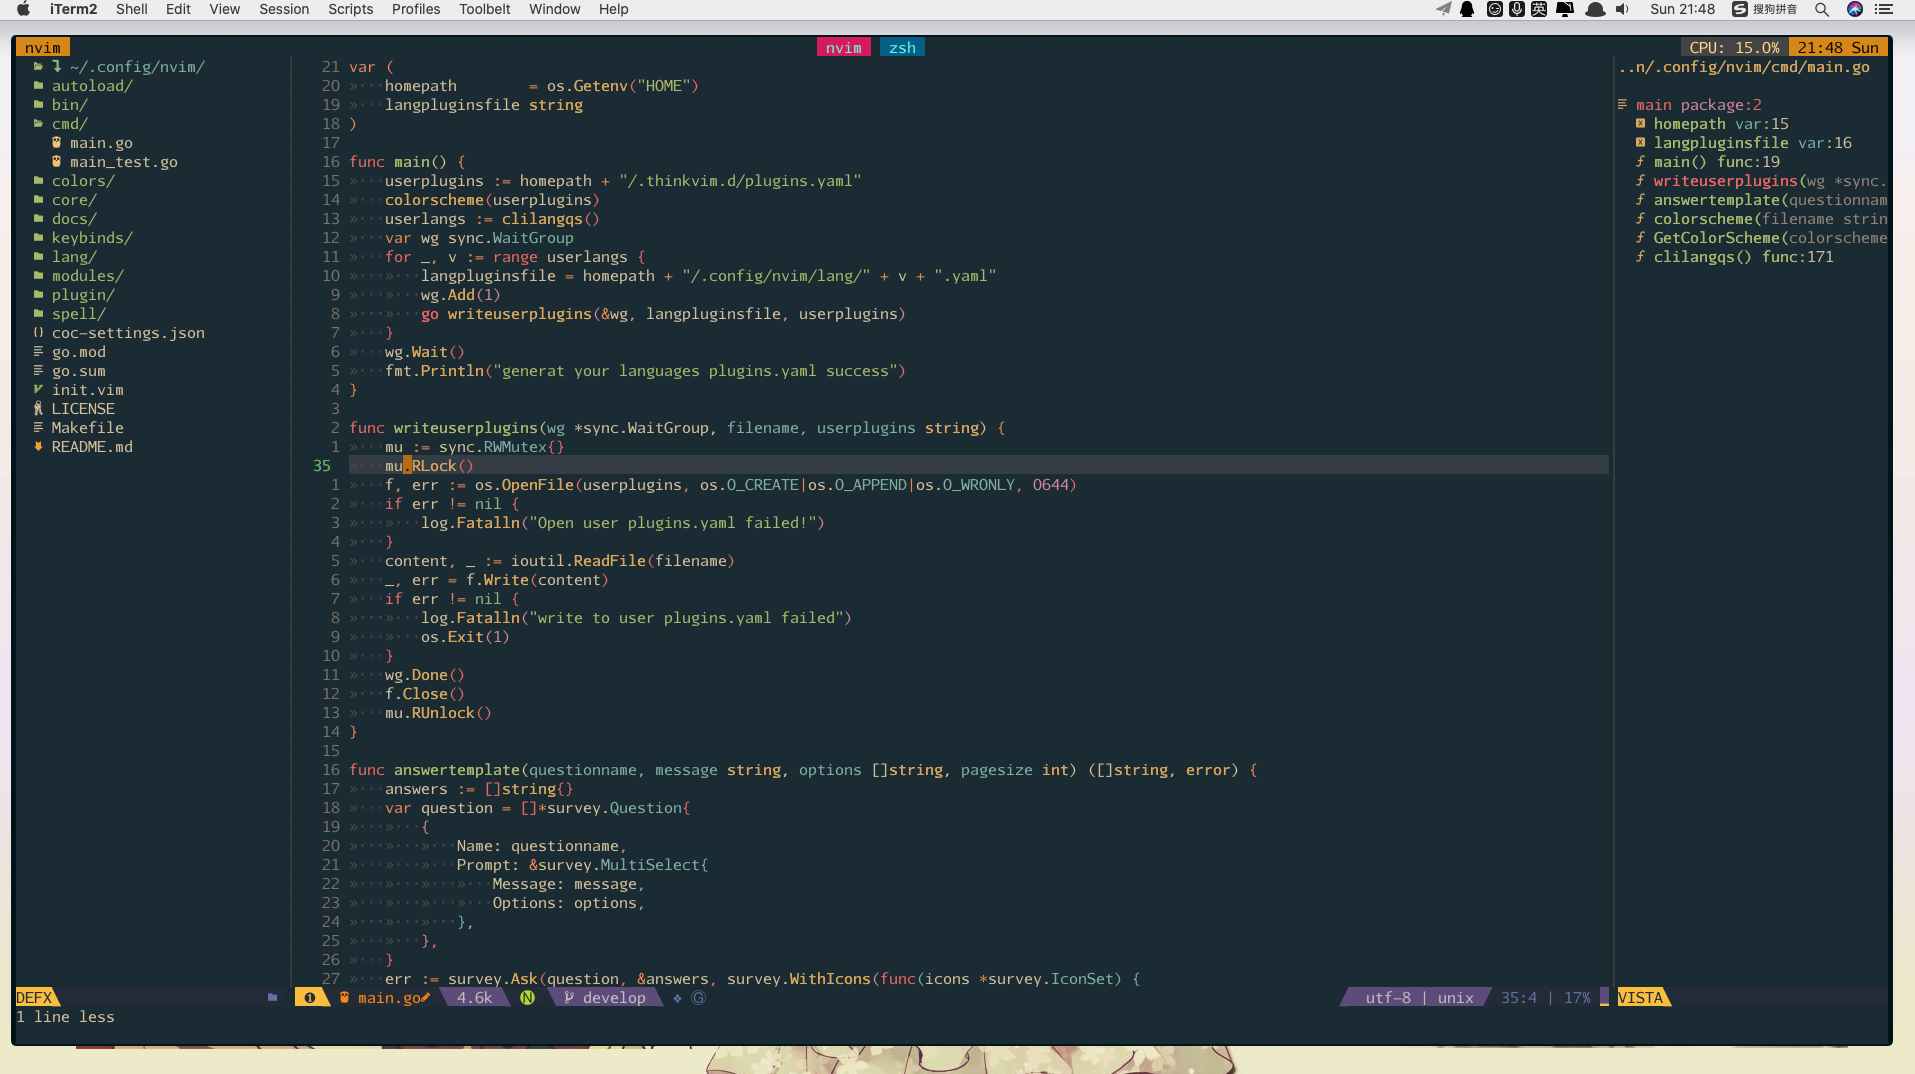 iTerm2 Shell Edit View Session Scripts Profiles Toolbelt Window Help 英 Sun 21:48 S 搜狗拼音
nvim nvim zsh CPU: 15.0% 21:48 Sun
~/.config/nvim/
autoload/
bin/
cmd/
main.go
main_test.go
colors/
core/
docs/
keybinds/
lang/
modules/
plugin/
spell/
coc-settings.json
go.mod
go.sum
init.vim
LICENSE
Makefile
README.md
21 var (
20 »··· homepath        = os.Getenv("HOME")
19 »··· langpluginsfile string
18 )
17
16 func main() {
15 »··· userplugins := homepath + "/.thinkvim.d/plugins.yaml"
14 »··· colorscheme(userplugins)
13 »··· userlangs := clilangqs()
12 »··· var wg sync.WaitGroup
11 »··· for _, v := range userlangs {
10 »···»··· langpluginsfile = homepath + "/.config/nvim/lang/" + v + ".yaml"
9 »···»··· wg.Add(1)
8 »···»··· go writeuserplugins(&wg, langpluginsfile, userplugins)
7 »··· }
6 »··· wg.Wait()
5 »··· fmt.Println("generat your languages plugins.yaml success")
4 }
3
2 func writeuserplugins(wg *sync.WaitGroup, filename, userplugins string) {
1 »··· mu := sync.RWMutex{}
35 »··· mu.RLock()
1 »··· f, err := os.OpenFile(userplugins, os.O_CREATE|os.O_APPEND|os.O_WRONLY, 0644)
2 »··· if err != nil {
3 »···»··· log.Fatalln("Open user plugins.yaml failed!")
4 »··· }
5 »··· content, _ := ioutil.ReadFile(filename)
6 »··· _, err = f.Write(content)
7 »··· if err != nil {
8 »···»··· log.Fatalln("write to user plugins.yaml failed")
9 »···»··· os.Exit(1)
10 »··· }
11 »··· wg.Done()
12 »··· f.Close()
13 »··· mu.RUnlock()
14 }
15
16 func answertemplate(questionname, message string, options []string, pagesize int) ([]string, error) {
17 »··· answers := []string{}
18 »··· var question = []*survey.Question{
19 »···»··· {
20 »···»···»··· Name: questionname,
21 »···»···»··· Prompt: &survey.MultiSelect{
22 »···»···»···»··· Message: message,
23 »···»···»···»··· Options: options,
24 »···»···»··· },
25 »···»··· },
26 »··· }
27 »··· err := survey.Ask(question, &answers, survey.WithIcons(func(icons *survey.IconSet) {
..n/.config/nvim/cmd/main.go
main package:2
homepath var:15
langpluginsfile var:16
f main() func:19
f writeuserplugins(wg *sync.
f answertemplate(questionnam
f colorscheme(filename strin
f GetColorScheme(colorscheme
f clilangqs() func:171
DEFX 1 main.go 4.6k N develop G utf-8 | unix 35:4 | 17% VISTA
1 line less